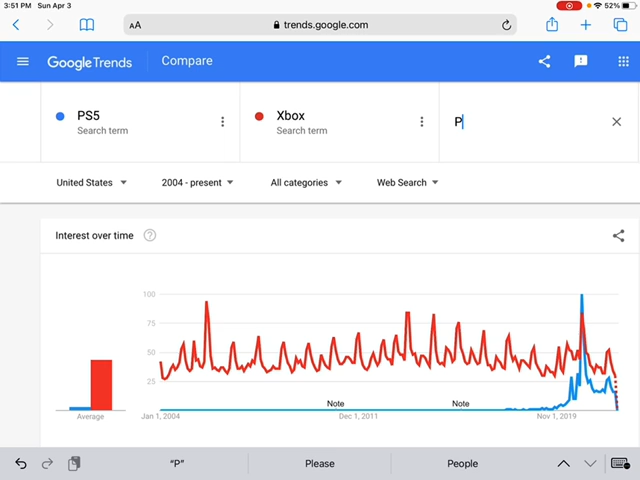 3:51 PM Sun Apr 3
52%
AA
trends.google.com
Google Trends
Compare
PS5
Search term
Xbox
Search term
P
United States
2004 - present
All categories
Web Search
Interest over time
?
100
75
50
25
Note
Note
Average
Jan 1, 2004
Dec 1, 2011
Nov 1, 2019
“P”
Please
People